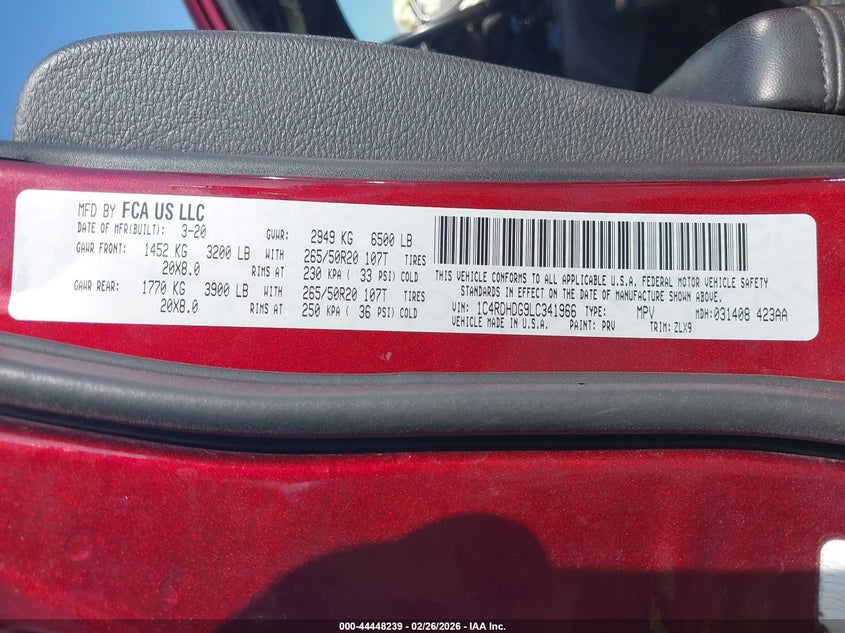 MFD BY FCA US LLC
DATE OF MFR(BUILT): 3-20 GVWR: 2949 KG 6500 LB
GAWR FRONT: 1452 KG 3200 LB WITH 265/50R20 107T TIRES
20X8.0 RIMS AT 230 KPA ( 33 PSI) COLD
GAWR REAR: 1770 KG 3900 LB WITH 265/50R20 107T TIRES
20X8.0 RIMS AT 250 KPA ( 36 PSI) COLD
THIS VEHICLE CONFORMS TO ALL APPLICABLE U.S.A. FEDERAL MOTOR VEHICLE SAFETY
STANDARDS IN EFFECT ON THE DATE OF MANUFACTURE SHOWN ABOVE.
VIN: 1C4RDHDG9LC341966 TYPE: MPV MDH:031408 423AA
VEHICLE MADE IN U.S.A. PAINT: PRV TRIM: ZLX9
000-44448239 - 02/26/2026 - IAA Inc.